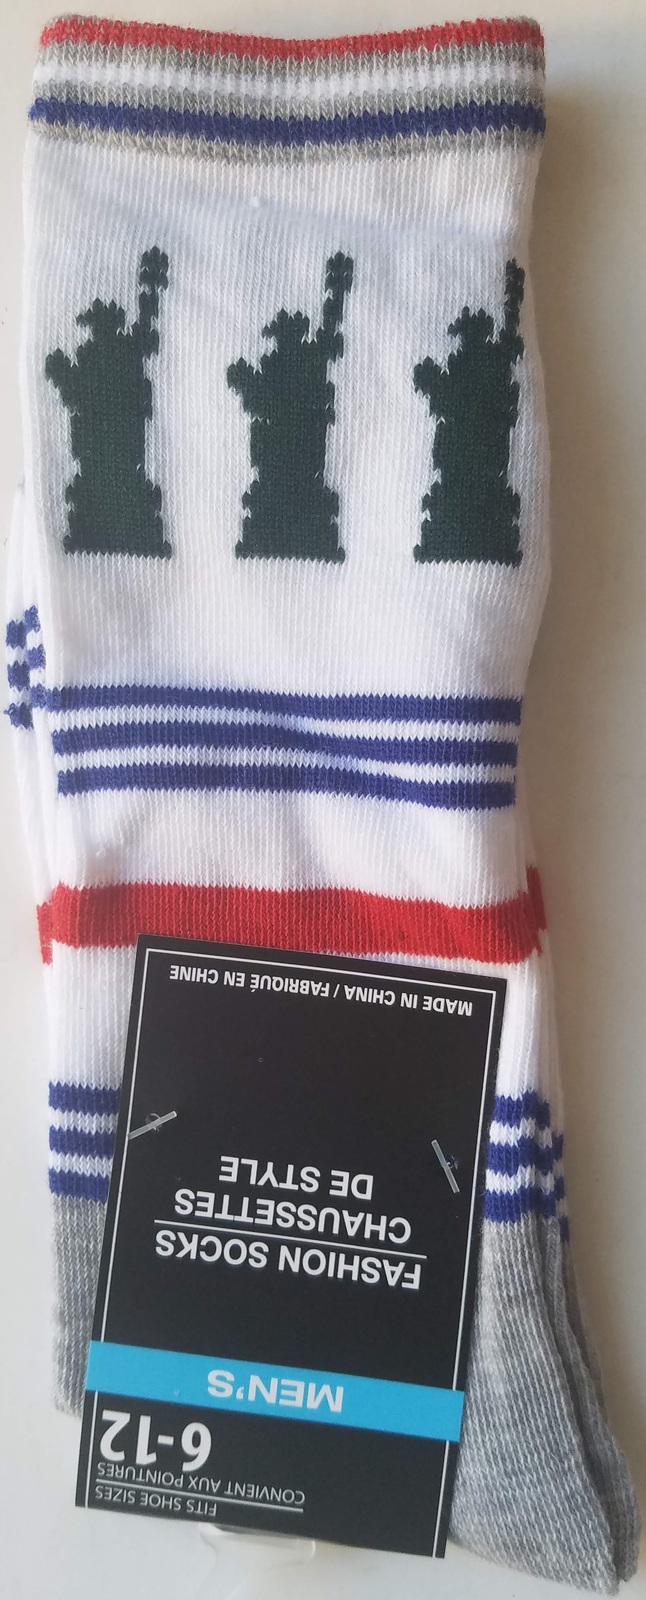 FITS SHOE SIZES
CONVIENT AUX POINTURES
6-12
MEN'S
FASHION SOCKS
CHAUSSETTES
DE STYLE
MADE IN CHINA / FABRIQUÉ EN CHINE